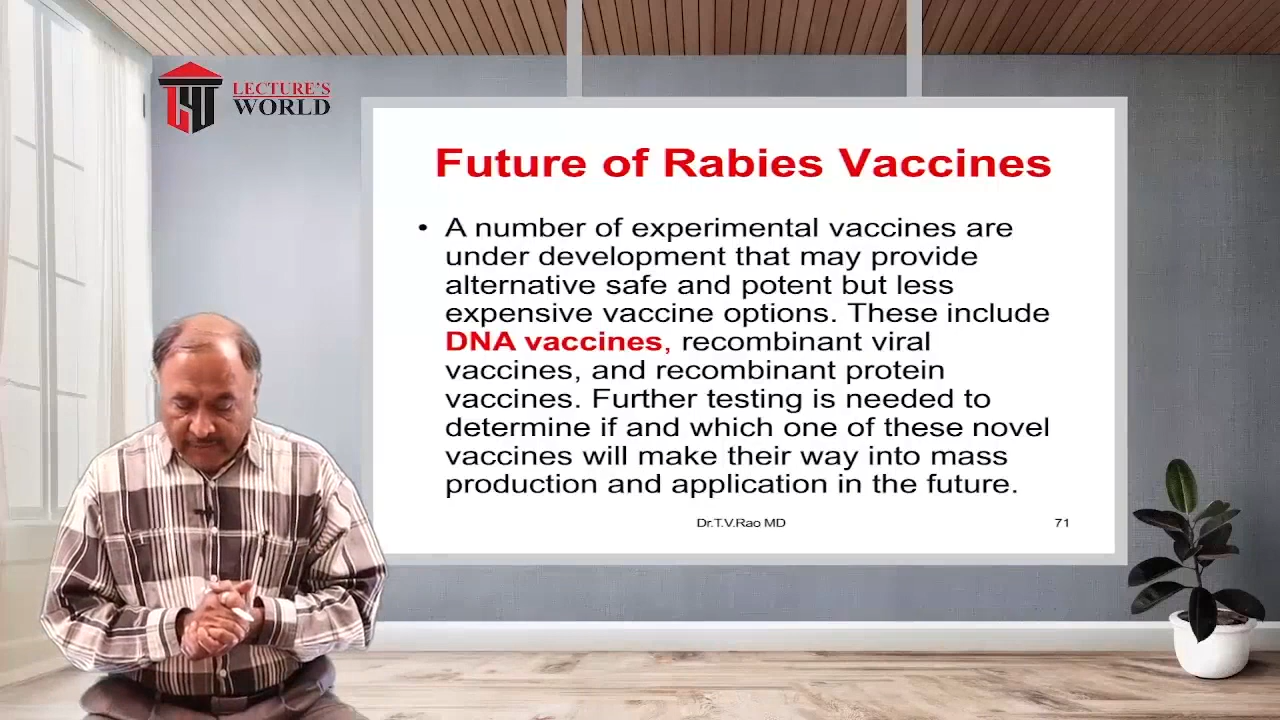 LECTURE'S
WORLD
Future of Rabies Vaccines
• A number of experimental vaccines are
under development that may provide
alternative safe and potent but less
expensive vaccine options. These include
DNA vaccines, recombinant viral
vaccines, and recombinant protein
vaccines. Further testing is needed to
determine if and which one of these novel
vaccines will make their way into mass
production and application in the future.
Dr.T.V.Rao MD
71